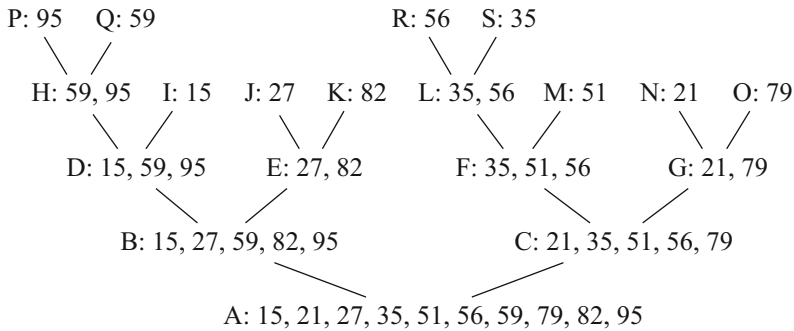 P: 95 Q: 59 R: 56 S: 35
H: 59, 95 I: 15 J: 27 K: 82 L: 35, 56 M: 51 N: 21 O: 79
D: 15, 59, 95 E: 27, 82 F: 35, 51, 56 G: 21, 79
B: 15, 27, 59, 82, 95 C: 21, 35, 51, 56, 79
A: 15, 21, 27, 35, 51, 56, 59, 79, 82, 95